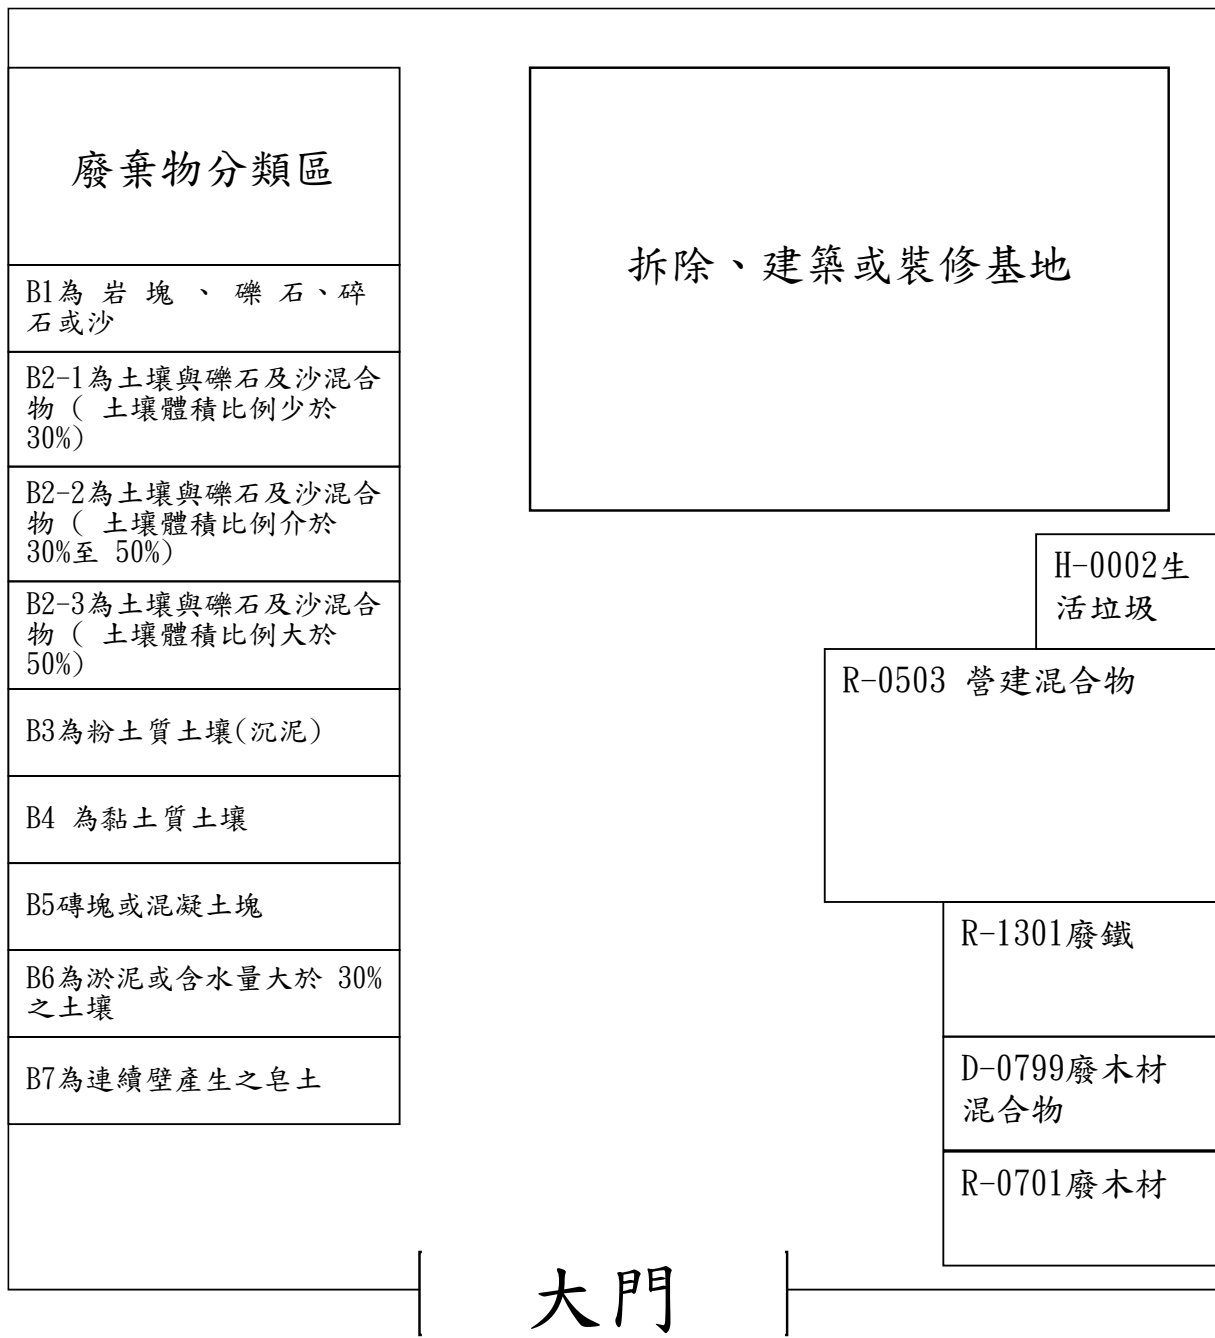 廢棄物分類區
B1為 岩 塊 、 礫 石、碎
石或沙
B2-1為土壤與礫石及沙混合
物 ( 土壤體積比例少於
30%)
B2-2為土壤與礫石及沙混合
物 ( 土壤體積比例介於
30%至 50%)
B2-3為土壤與礫石及沙混合
物 ( 土壤體積比例大於
50%)
B3為粉土質土壤(沉泥)
B4 為黏土質土壤
B5磚塊或混凝土塊
B6為淤泥或含水量大於 30%
之土壤
B7為連續壁產生之皂土
拆除、建築或裝修基地
H-0002生
活垃圾
R-0503 營建混合物
R-1301廢鐵
D-0799廢木材
混合物
R-0701廢木材
大門